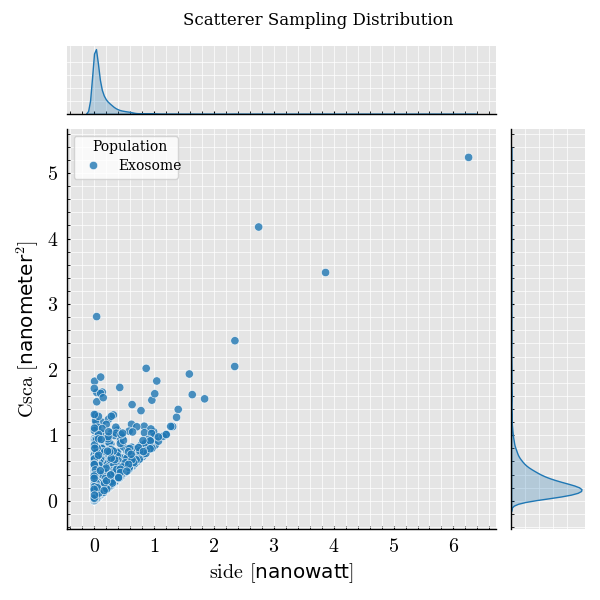 Scatterer Sampling Distribution
Population
Exosome
Csca [nanometer²]
5
4
3
2
1
0
0 1 2 3 4 5 6
side [nanowatt]